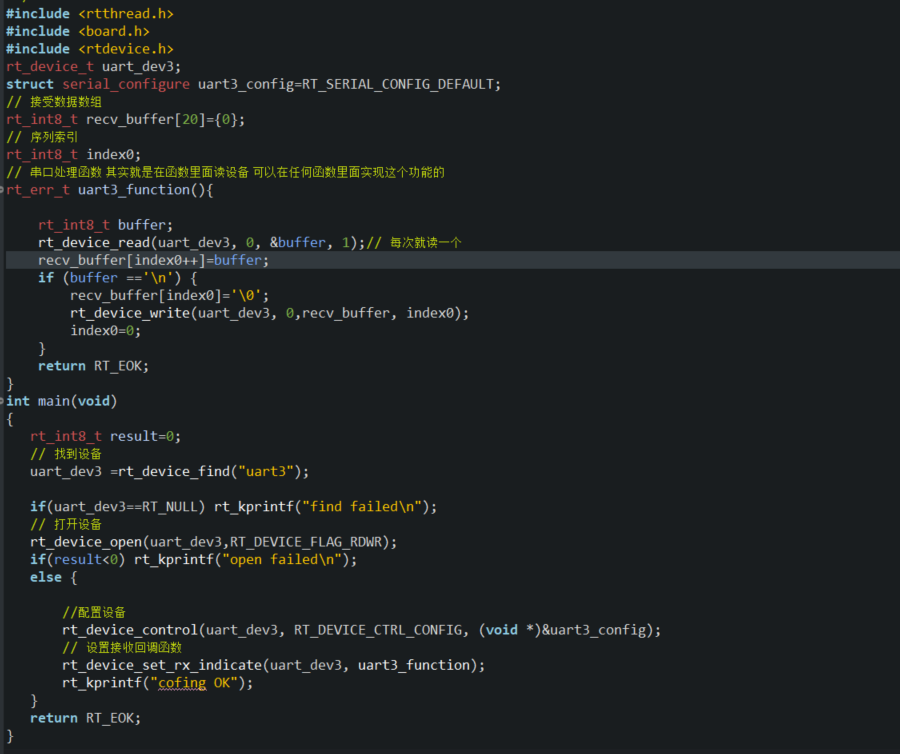 #include <rtthread.h>
#include <board.h>
#include <rtdevice.h>
rt_device_t uart_dev3;
struct serial_configure uart3_config=RT_SERIAL_CONFIG_DEFAULT;
// 接受数据数组
rt_int8_t recv_buffer[20]={0};
// 序列索引
rt_int8_t index0;
// 串口处理函数 其实就是在函数里面读设备 可以在任何函数里面实现这个功能的
rt_err_t uart3_function(){
rt_int8_t buffer;
rt_device_read(uart_dev3, 0, &buffer, 1);// 每次就读一个
recv_buffer[index0++]=buffer;
if (buffer =='\n') {
recv_buffer[index0]='\0';
rt_device_write(uart_dev3, 0,recv_buffer, index0);
index0=0;
}
return RT_EOK;
}
int main(void)
{
rt_int8_t result=0;
// 找到设备
uart_dev3 =rt_device_find("uart3");
if(uart_dev3==RT_NULL) rt_kprintf("find failed\n");
// 打开设备
rt_device_open(uart_dev3,RT_DEVICE_FLAG_RDWR);
if(result<0) rt_kprintf("open failed\n");
else {
//配置设备
rt_device_control(uart_dev3, RT_DEVICE_CTRL_CONFIG, (void *)&uart3_config);
// 设置接收回调函数
rt_device_set_rx_indicate(uart_dev3, uart3_function);
rt_kprintf("cofing OK");
}
return RT_EOK;
}